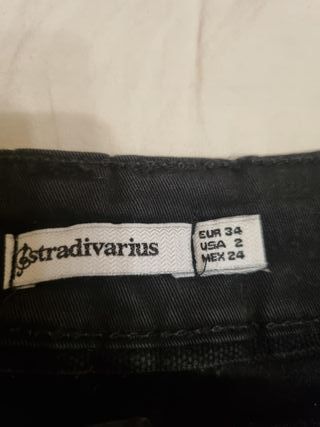 stradivarius
EUR 34
USA 2
MEX 24